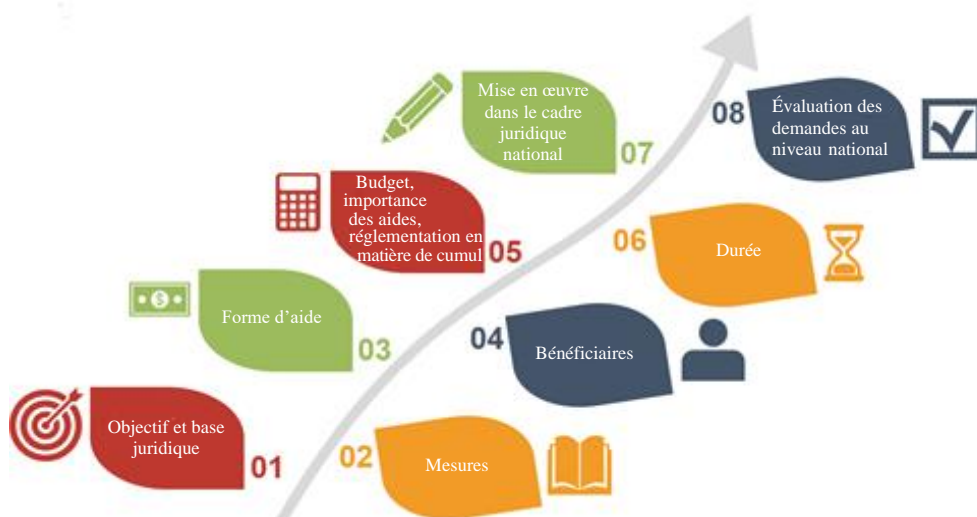 01
Objectif et base
juridique
02
Mesures
03
Forme d’aide
04
Bénéficiaires
05
Budget,
importance
des aides,
réglementation en
matière de cumul
06
Durée
07
Mise en œuvre
dans le cadre
juridique
national
08
Évaluation des
demandes au
niveau national
$